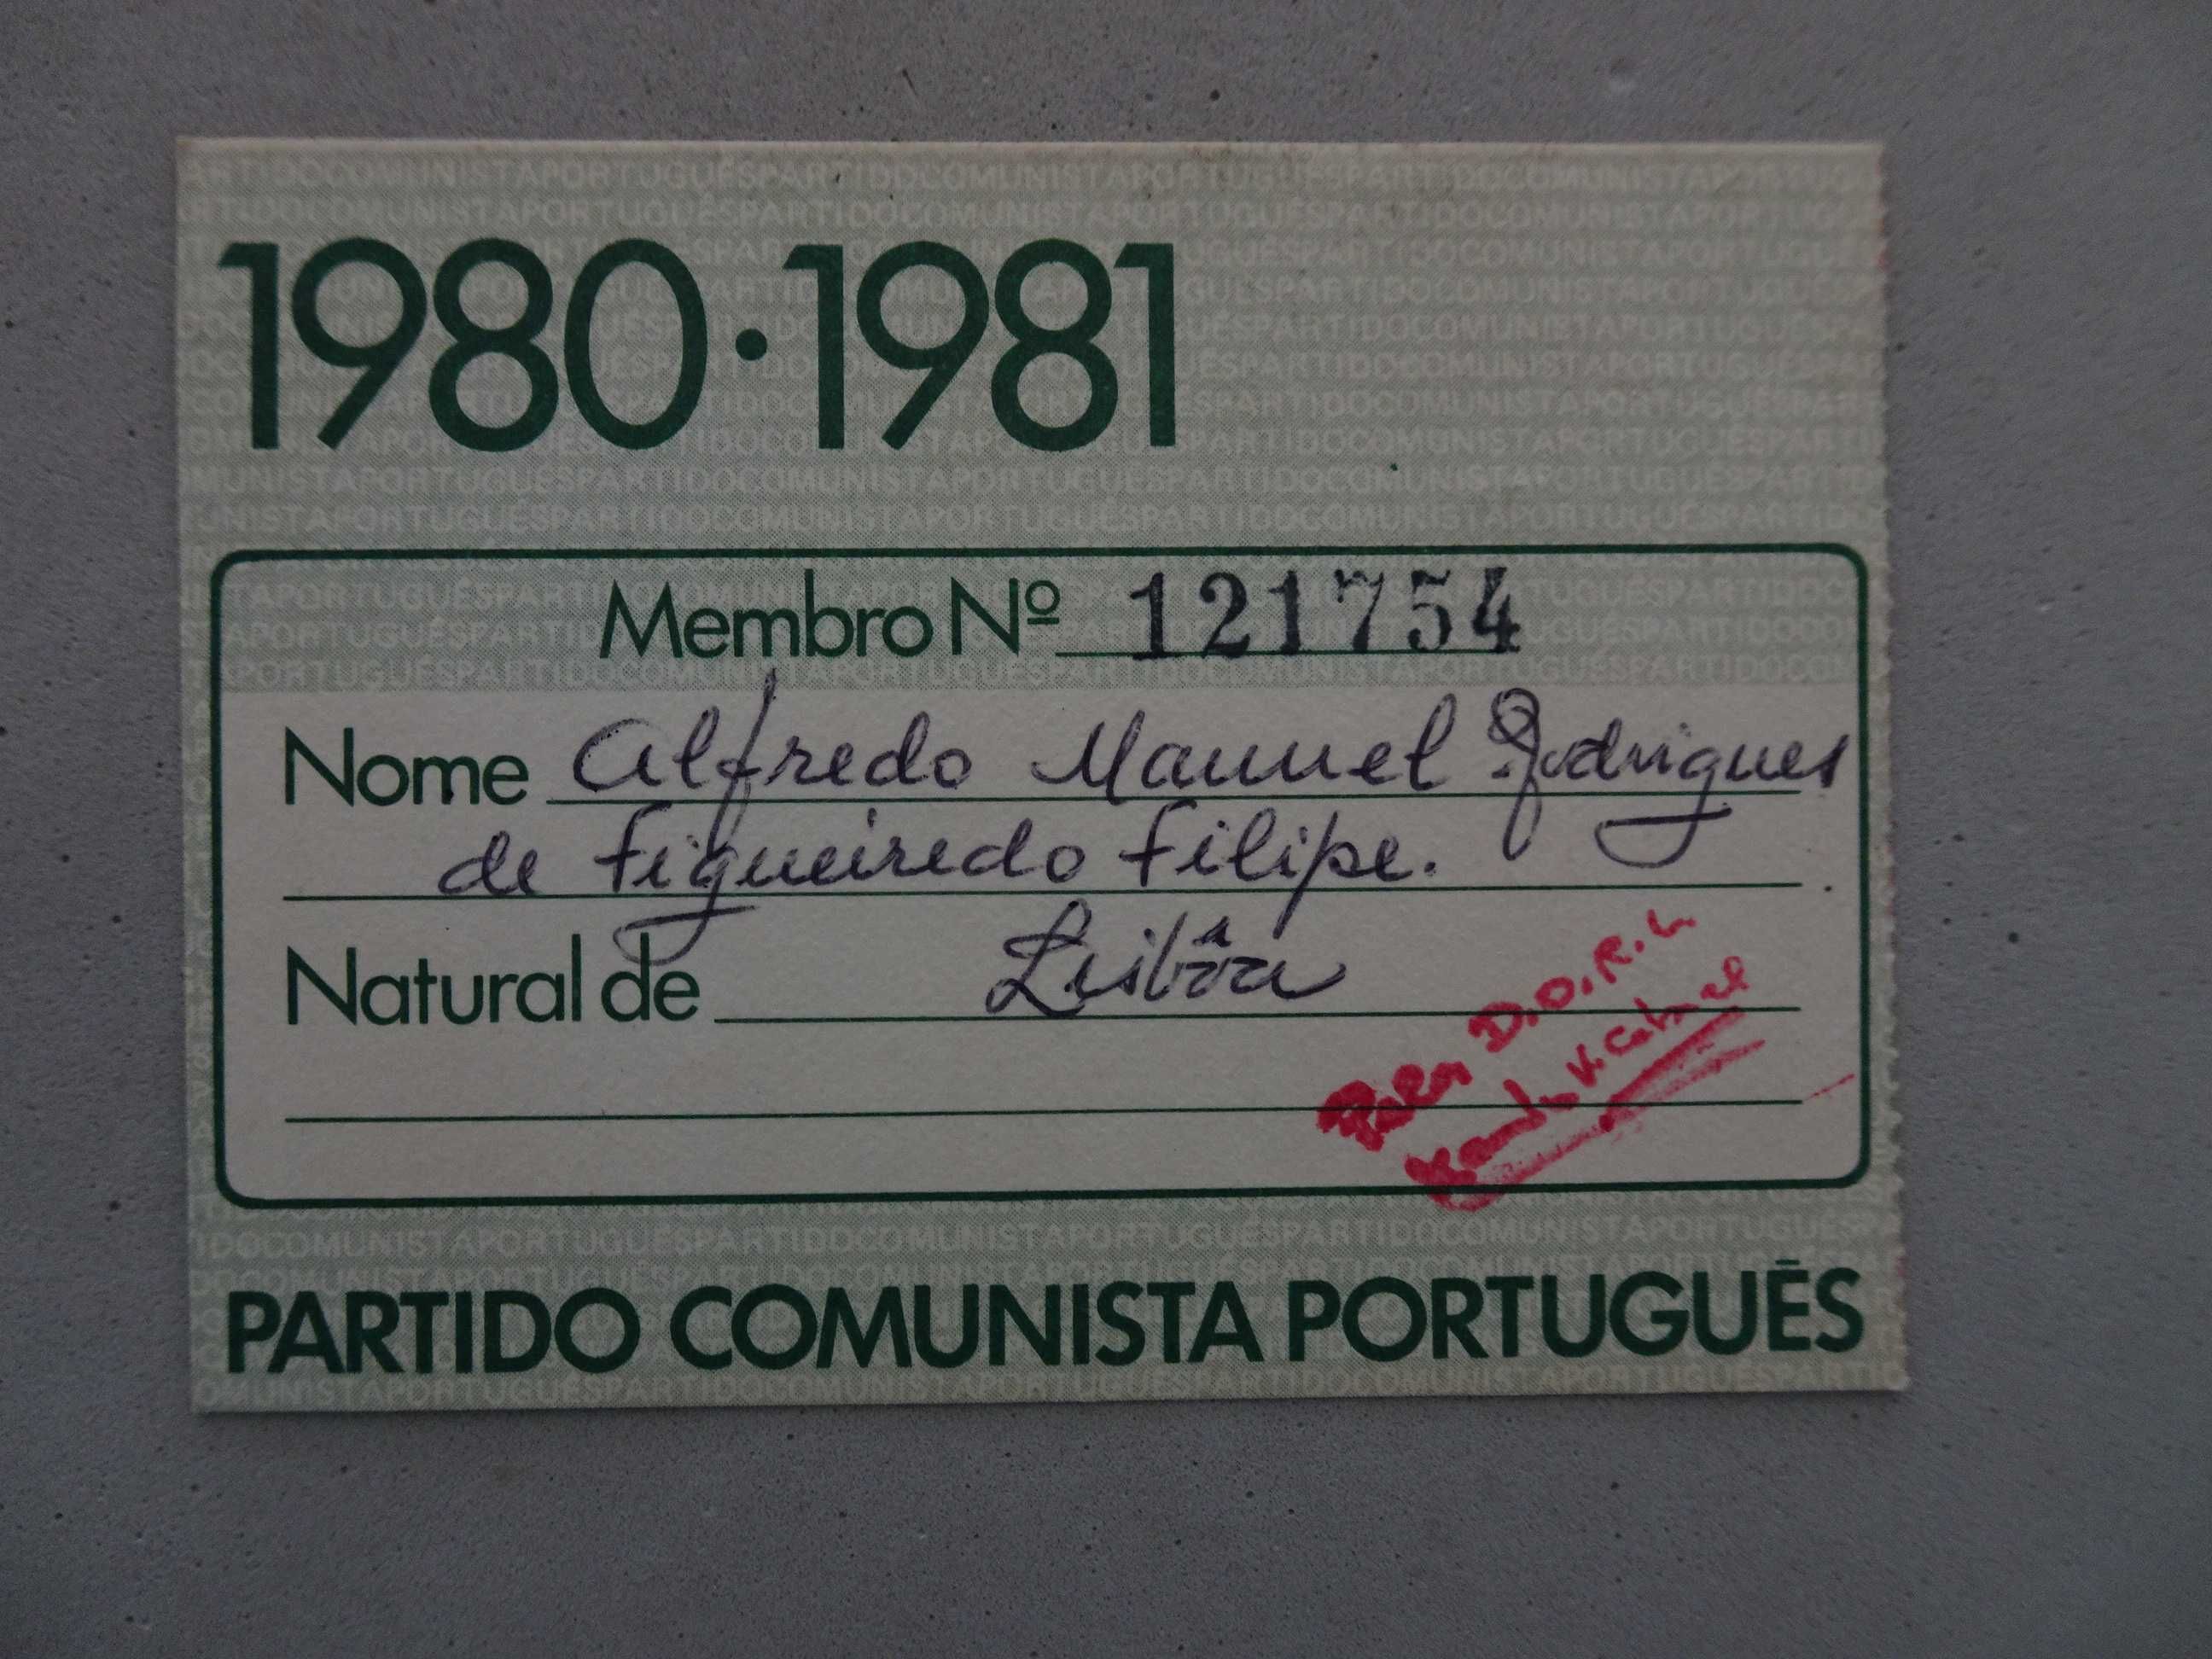 1980·1981
Membro Nº 121754
Nome Alfredo Manuel Rodrigues
de Figueiredo Filipe.
Natural de Lisbôa
D.O.R.L
PARTIDO COMUNISTA PORTUGUÊS